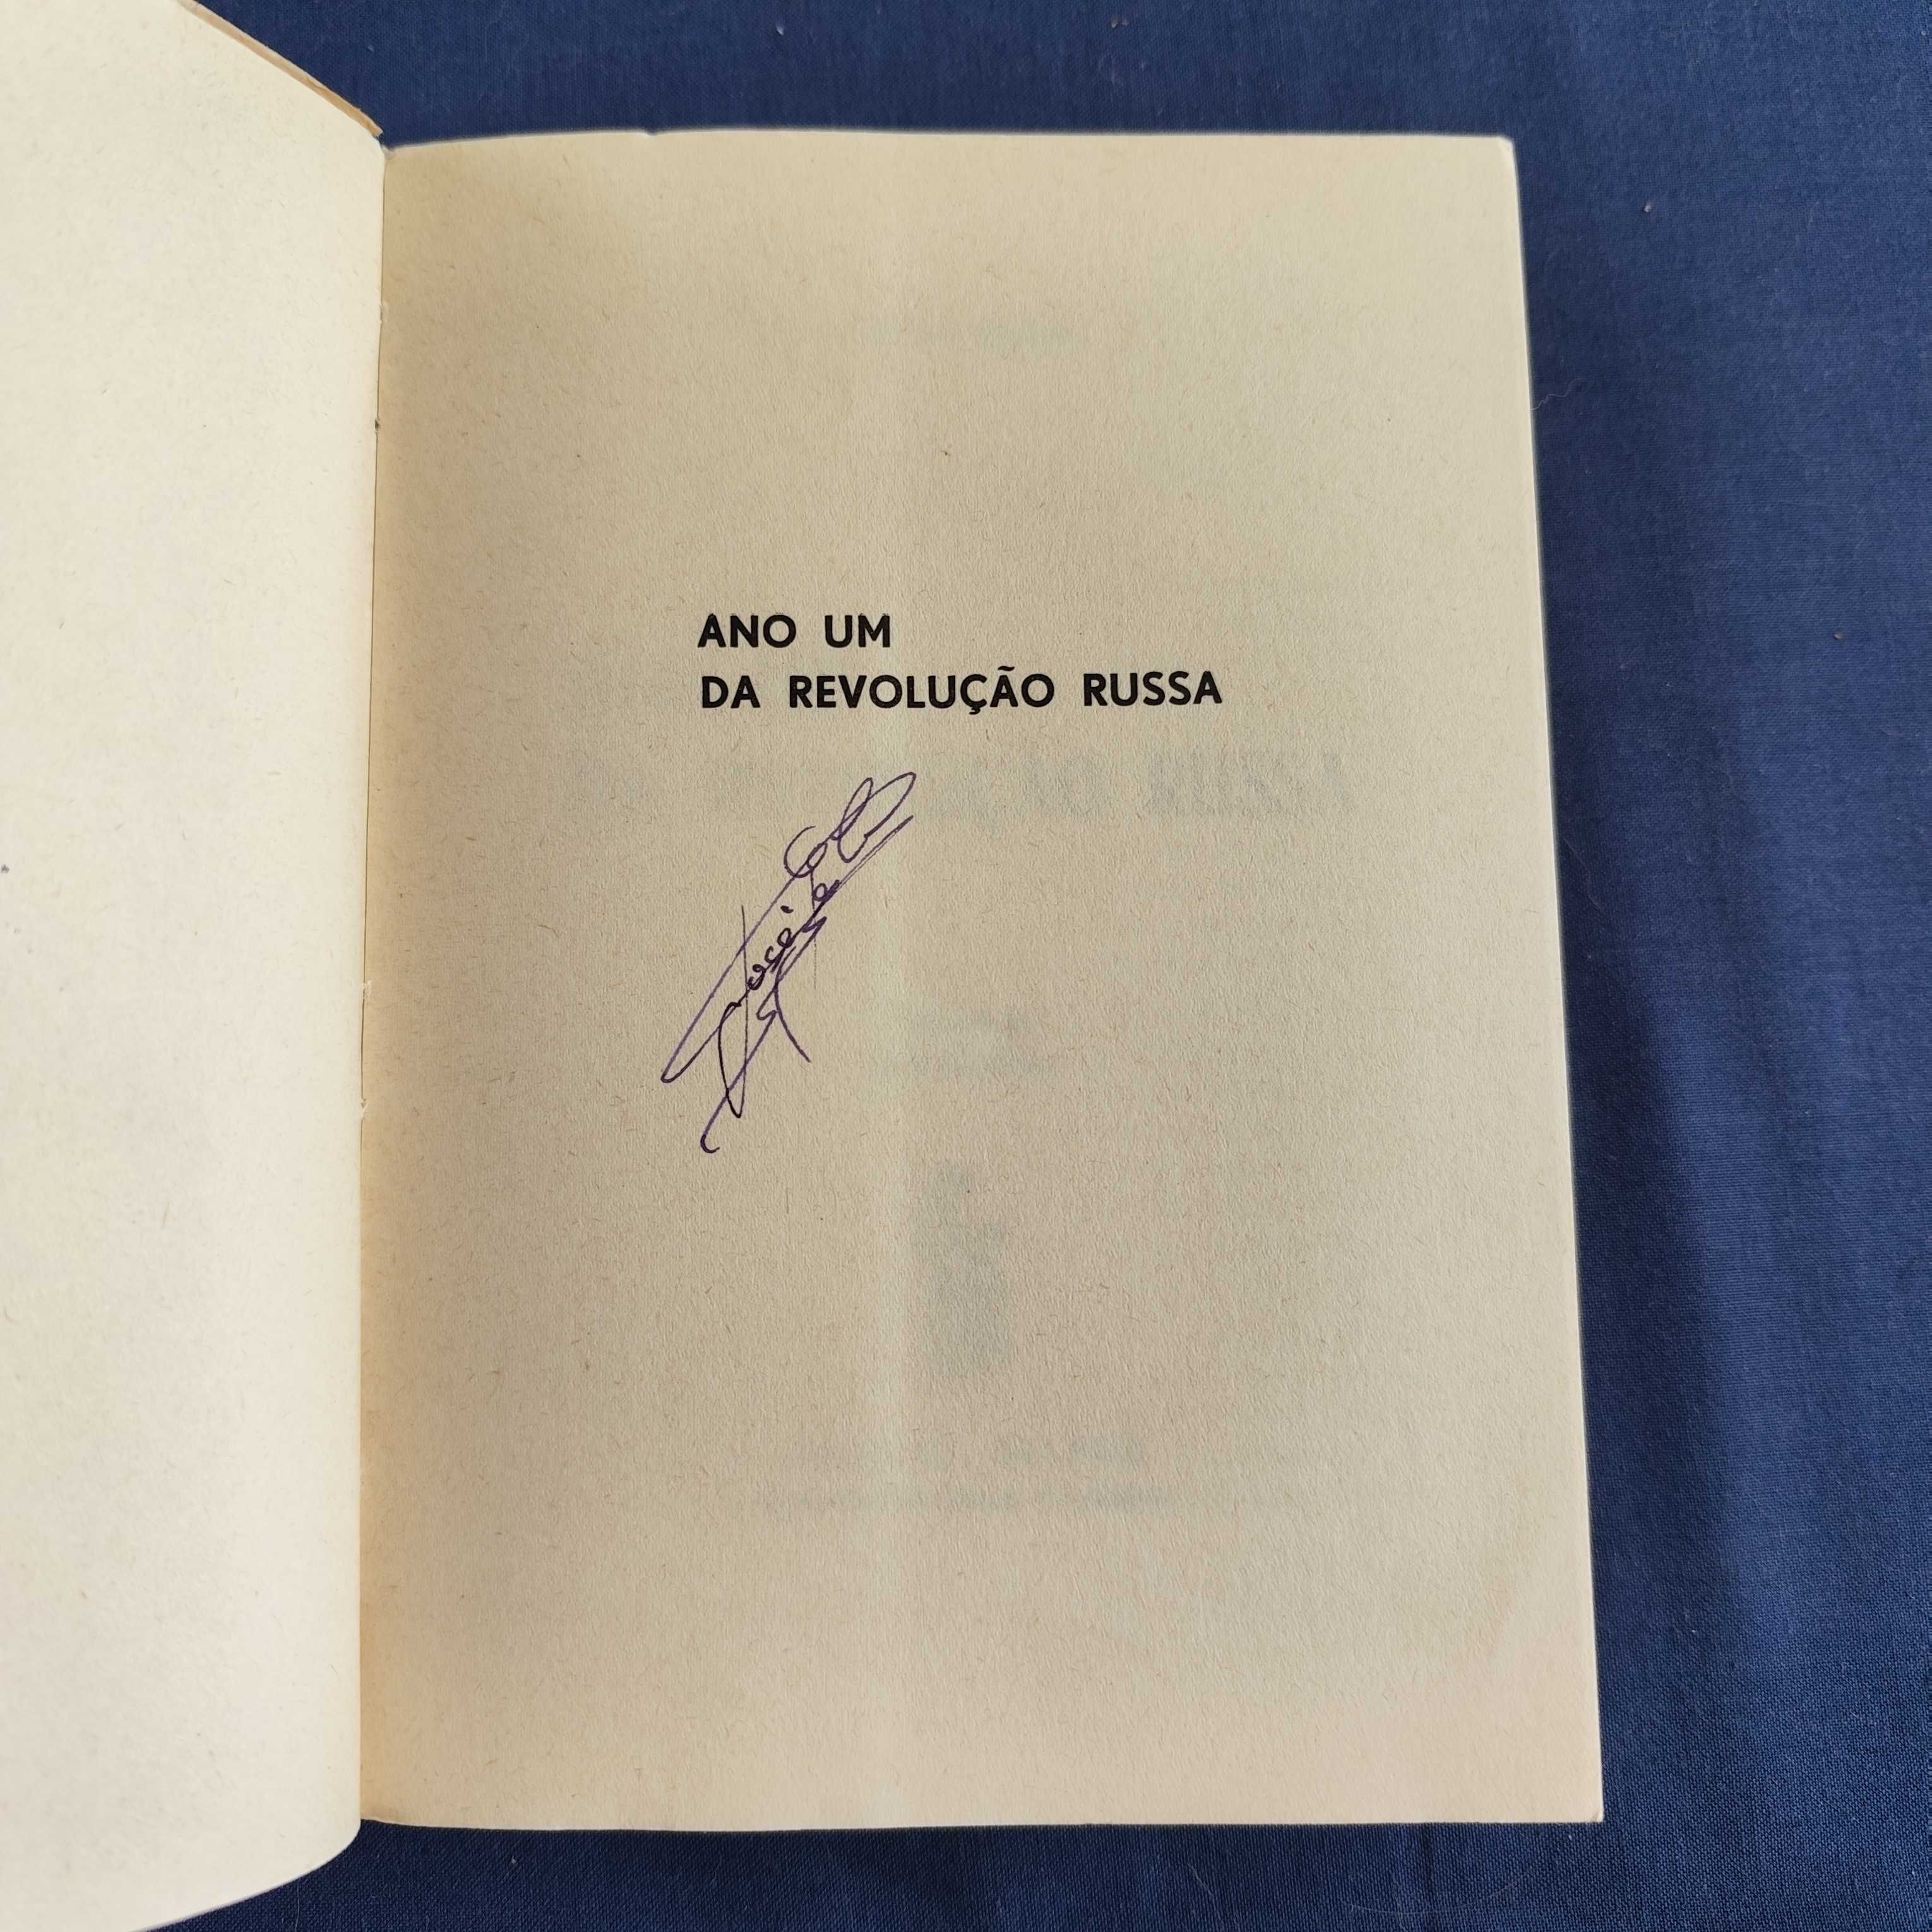 ANO UM
DA REVOLUÇÃO RUSSA